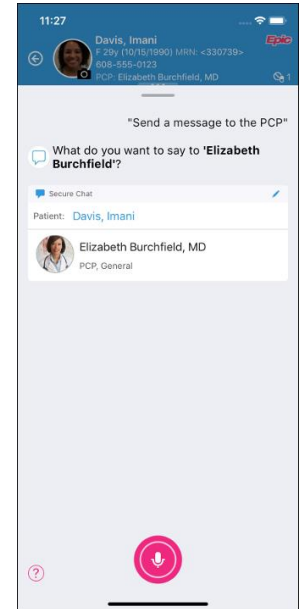 11:27
Davis, Imani
Epic
F 29y (10/15/1990) MRN: <330739>
608-555-0123
PCP: Elizabeth Burchfield, MD
1
"Send a message to the PCP"
What do you want to say to 'Elizabeth
Burchfield'?
Secure Chat
Patient: Davis, Imani
Elizabeth Burchfield, MD
PCP, General
?